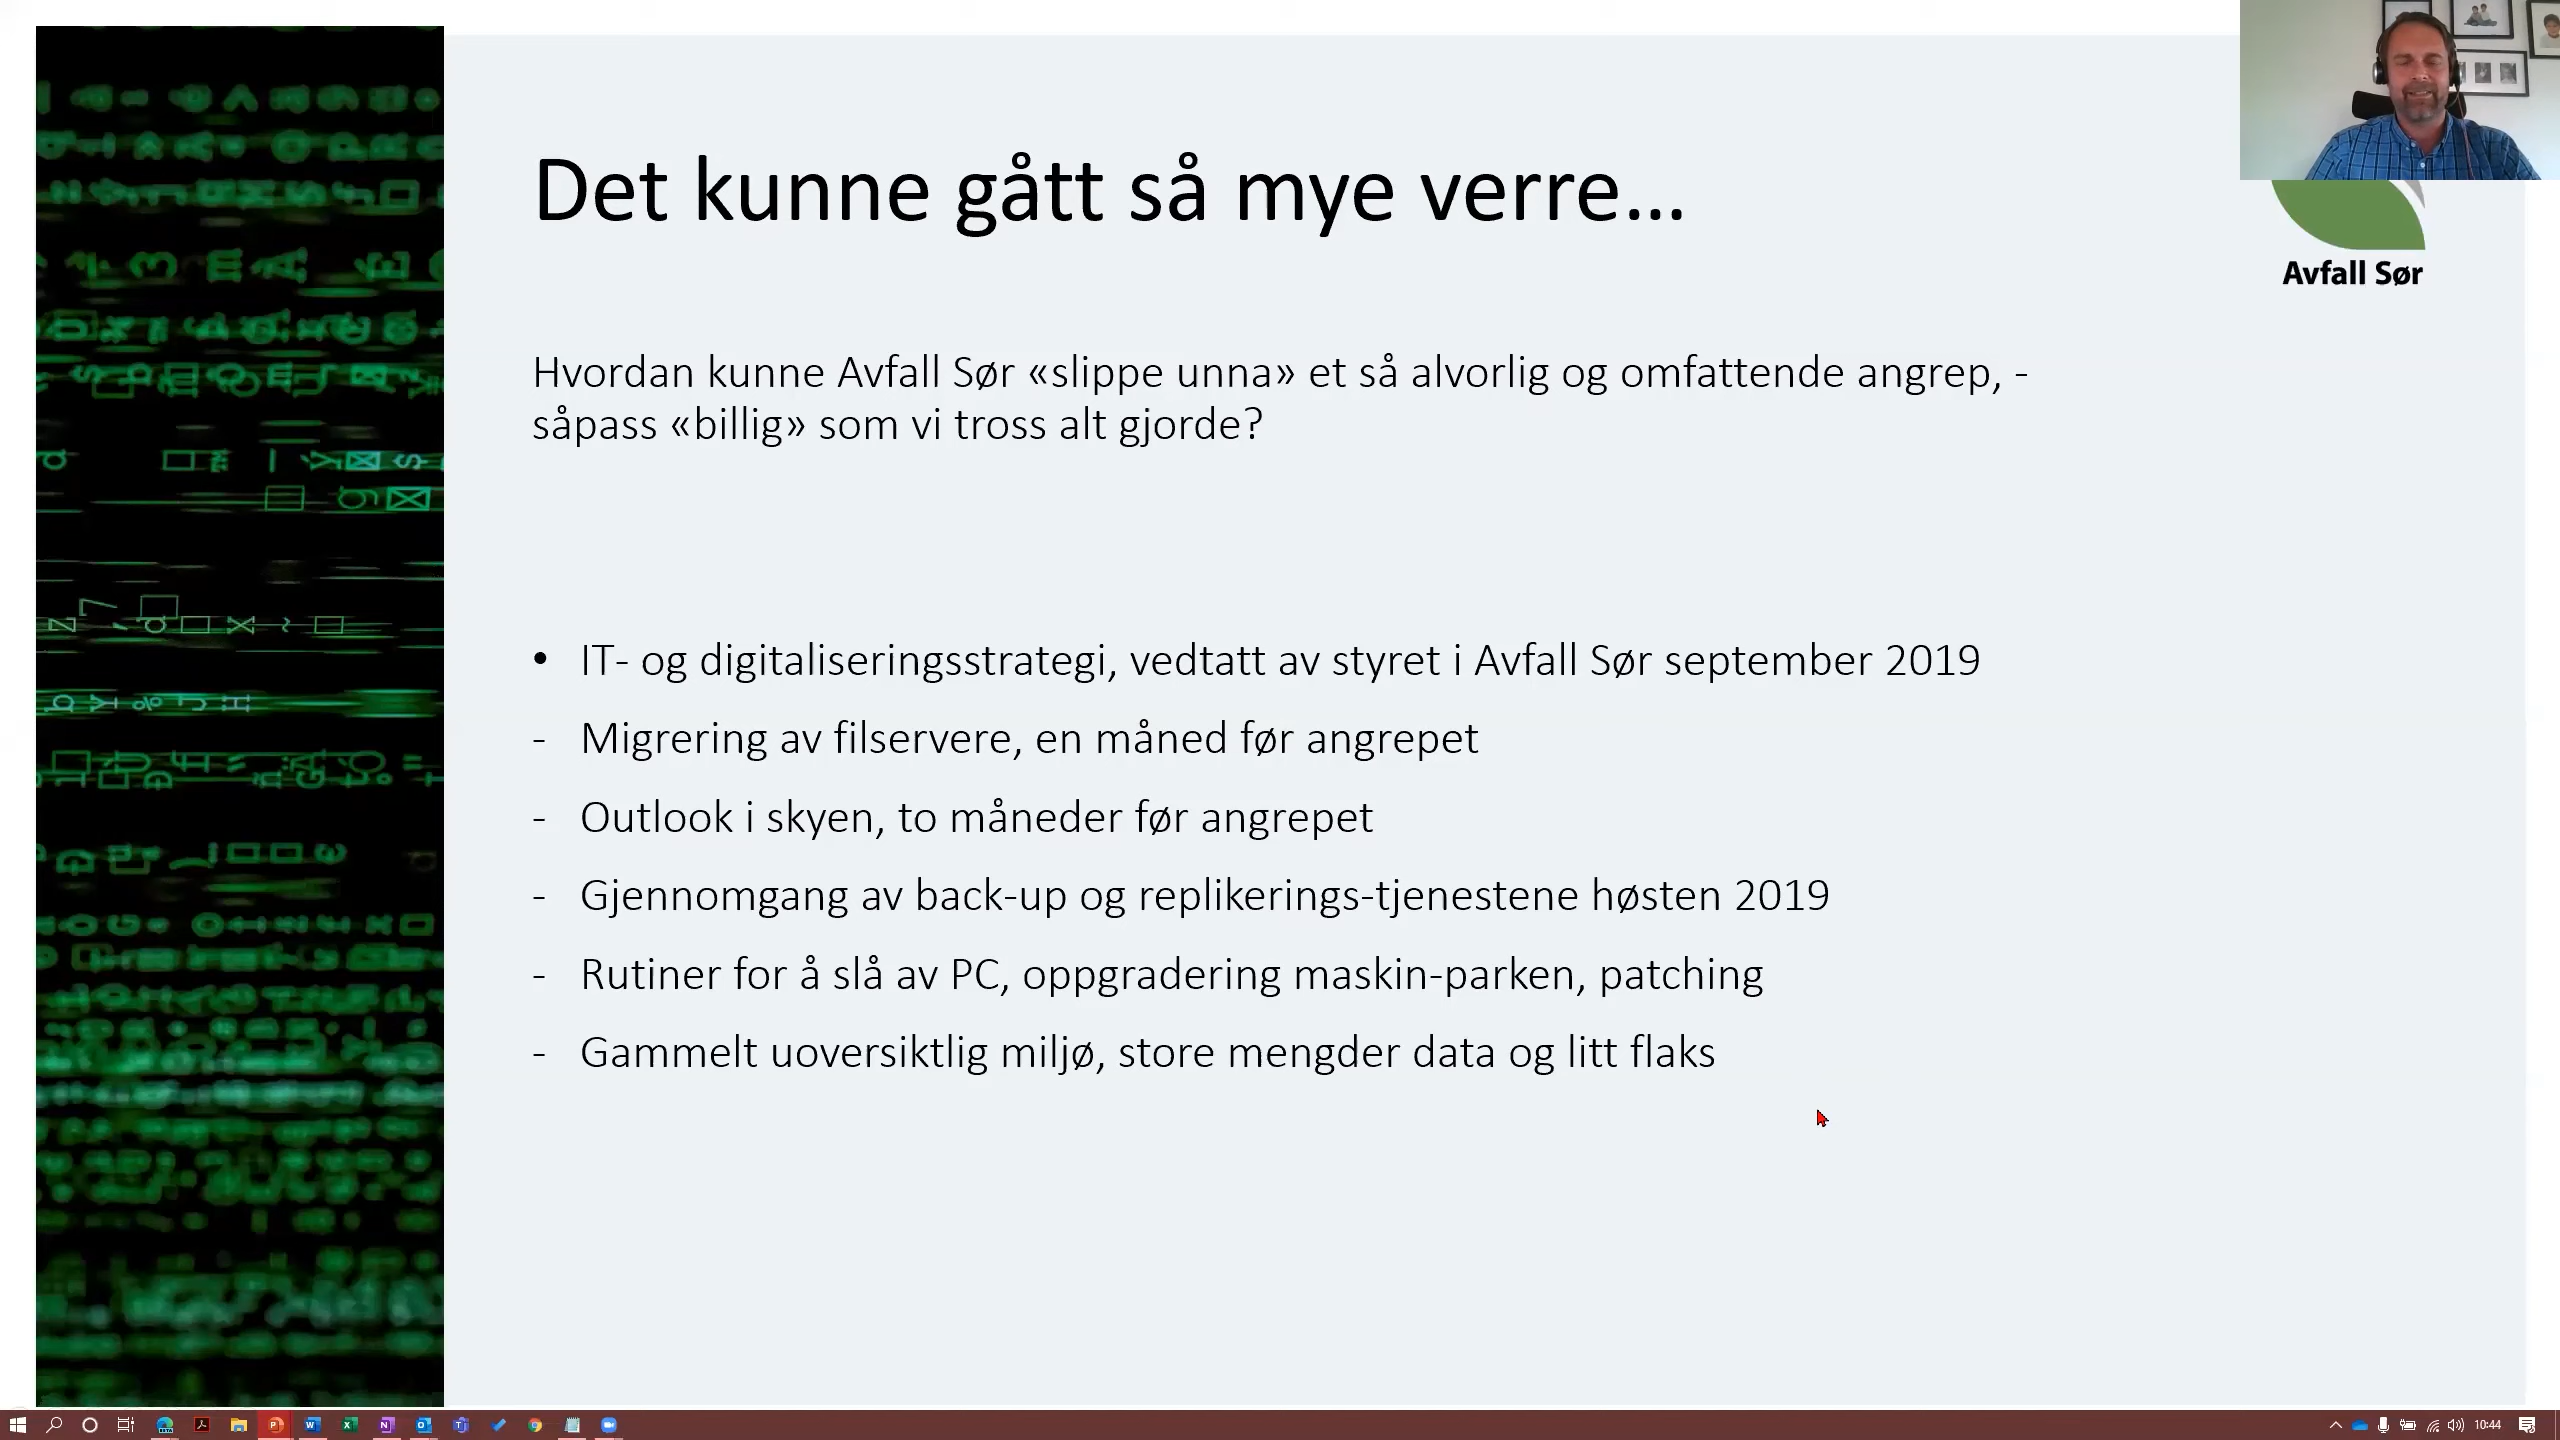 Det kunne gått så mye verre...
Avfall Sør
Hvordan kunne Avfall Sør «slippe unna» et så alvorlig og omfattende angrep, -
såpass «billig» som vi tross alt gjorde?
• IT- og digitaliseringsstrategi, vedtatt av styret i Avfall Sør september 2019
- Migrering av filservere, en måned før angrepet
- Outlook i skyen, to måneder før angrepet
- Gjennomgang av back-up og replikerings-tjenestene høsten 2019
- Rutiner for å slå av PC, oppgradering maskin-parken, patching
- Gammelt uoversiktlig miljø, store mengder data og litt flaks
10:44